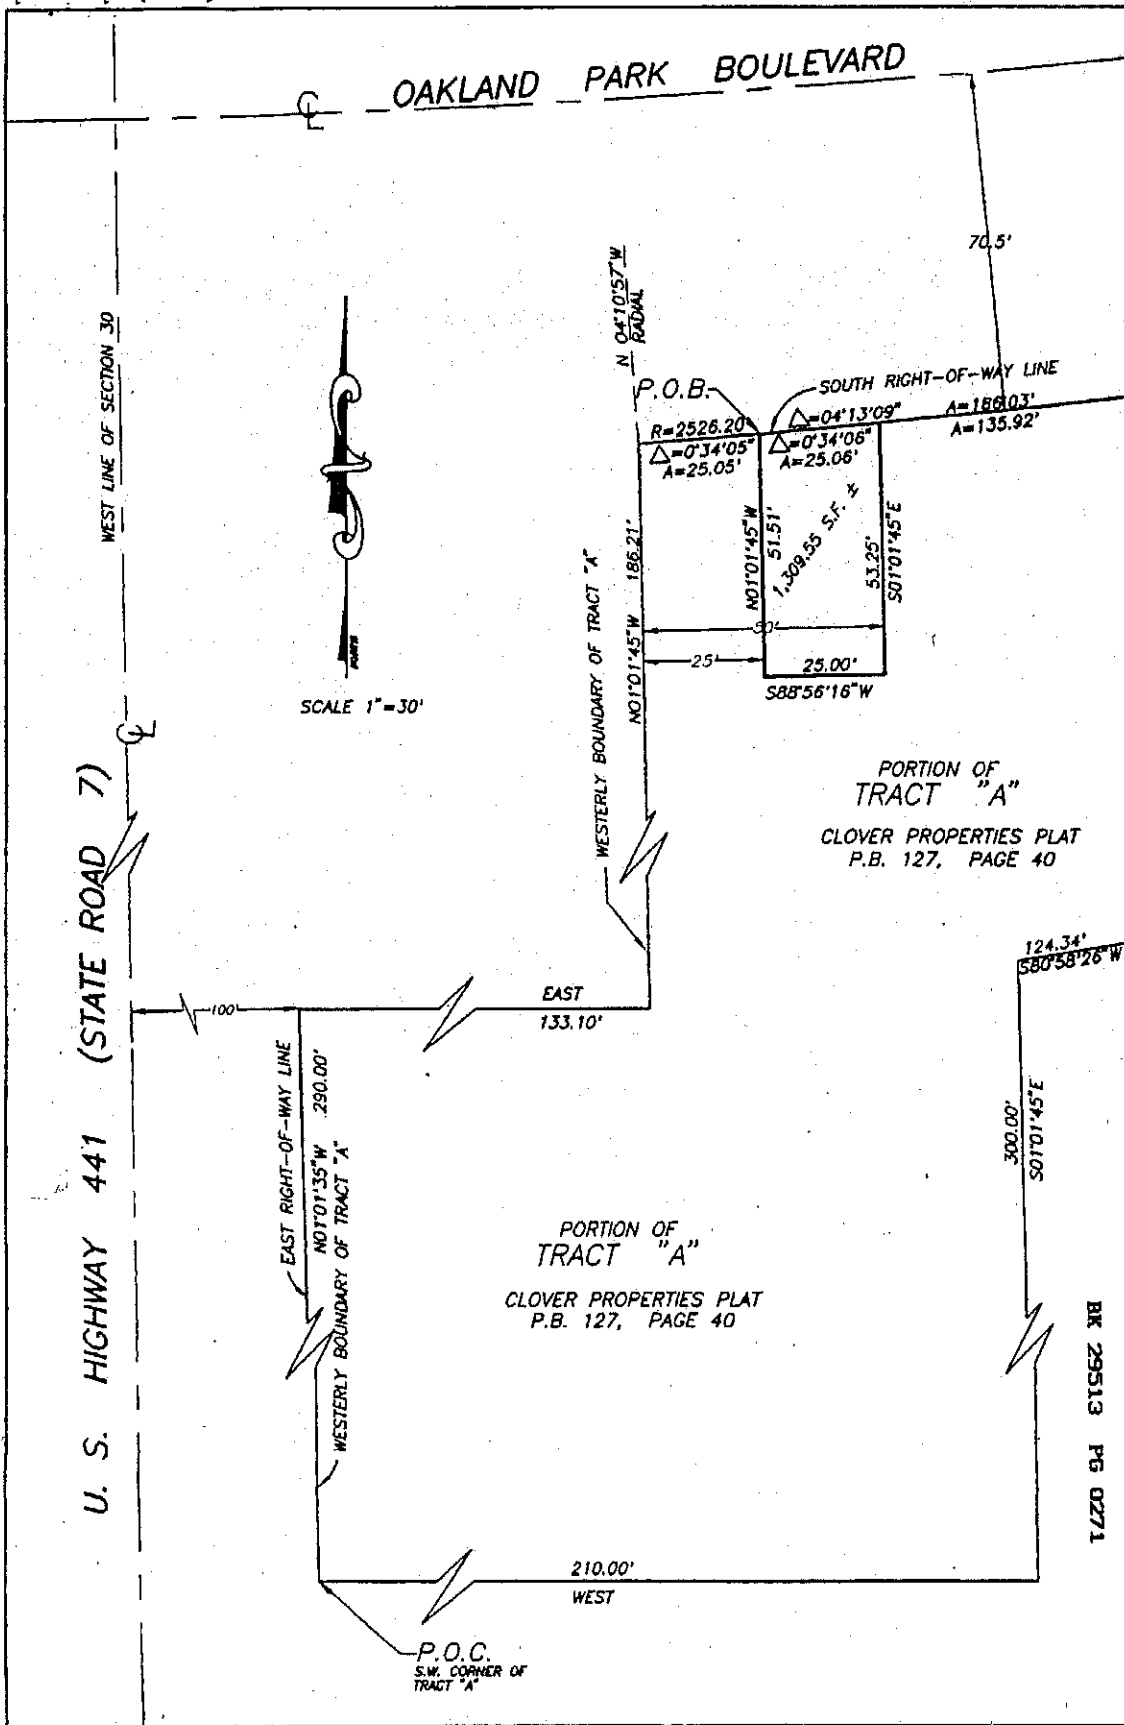 OAKLAND PARK BOULEVARD
70.5'
WEST LINE OF SECTION 30
N 04°10'57"W
RADIAL
P.O.B.
SOUTH RIGHT-OF-WAY LINE
R=2526.20'
△=04°13'09"
A=186.03'
△=0°34'05"
A=25.05'
△=0°34'06"
A=25.06'
A=135.92'
N01°01'45"W 186.21'
N01°01'45"W
51.51'
1,309.55 S.F. ±
53.25'
S01°01'45"E
50'
25'
25.00'
S88°56'16"W
WESTERLY BOUNDARY OF TRACT "A"
SCALE 1"=30'
PORTION OF
TRACT "A"
CLOVER PROPERTIES PLAT
P.B. 127, PAGE 40
124.34'
S80°58'26"W
100'
EAST
133.10'
U. S. HIGHWAY 441 (STATE ROAD 7)
EAST RIGHT-OF-WAY LINE
N01°01'35"W 290.00'
WESTERLY BOUNDARY OF TRACT "A"
300.00'
S01°01'45"E
PORTION OF
TRACT "A"
CLOVER PROPERTIES PLAT
P.B. 127, PAGE 40
BK 29513 PG 0271
210.00'
WEST
P.O.C.
S.W. CORNER OF
TRACT "A"